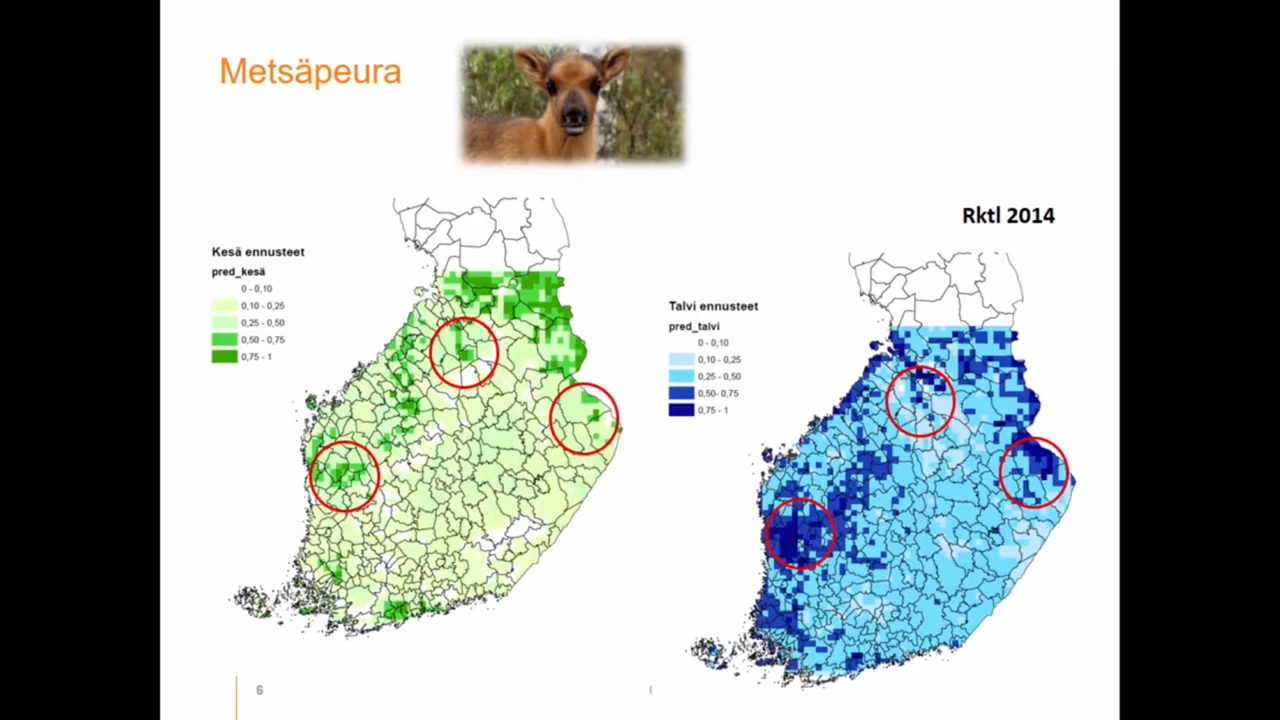 Metsäpeura
Rktl 2014
Kesä ennusteet
pred_kesä
0 - 0,10
0,10 - 0,25
0,25 - 0,50
0,50 - 0,75
0,75 - 1
Talvi ennusteet
pred_talvi
0 - 0,10
0,10 - 0,25
0,25 - 0,50
0,50- 0,75
0,75 - 1
6